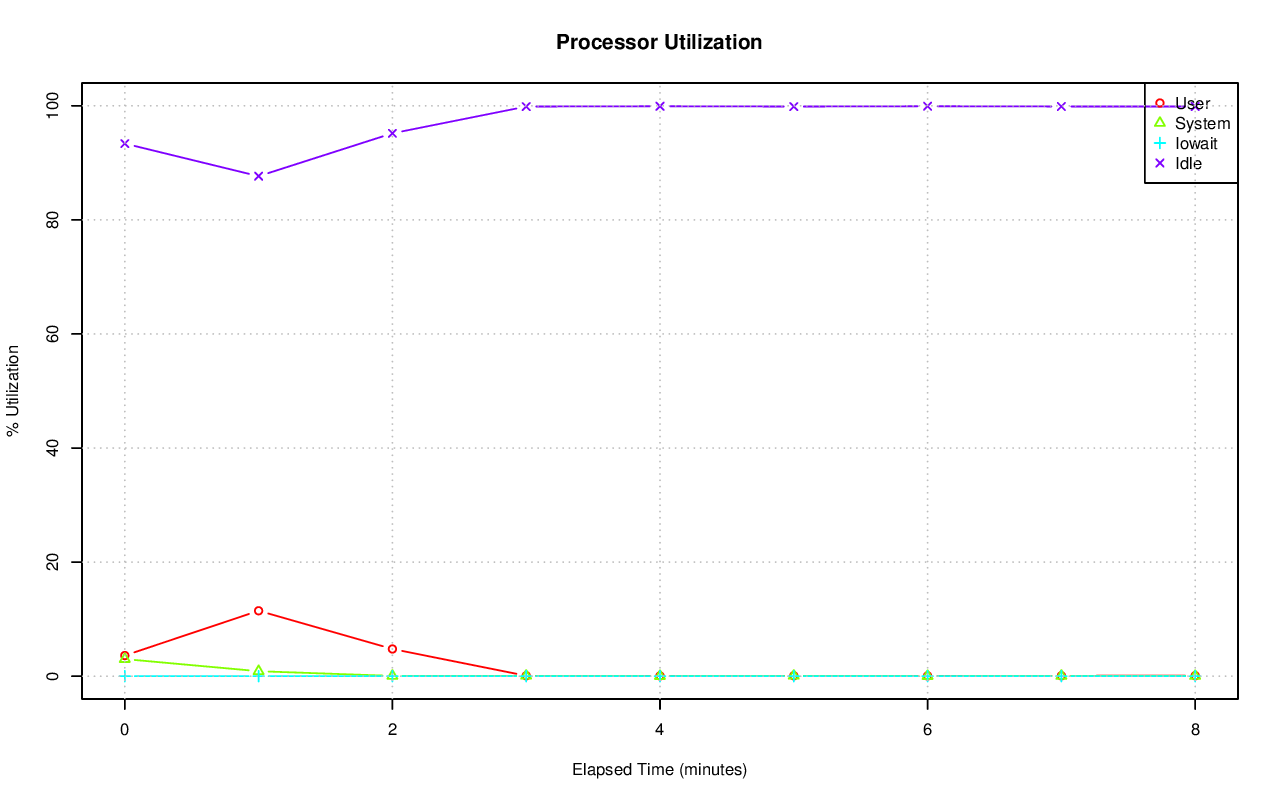 Processor Utilization
100
80
60
40
20
0
% Utilization
User
System
Iowait
Idle
0 2 4 6 8
Elapsed Time (minutes)